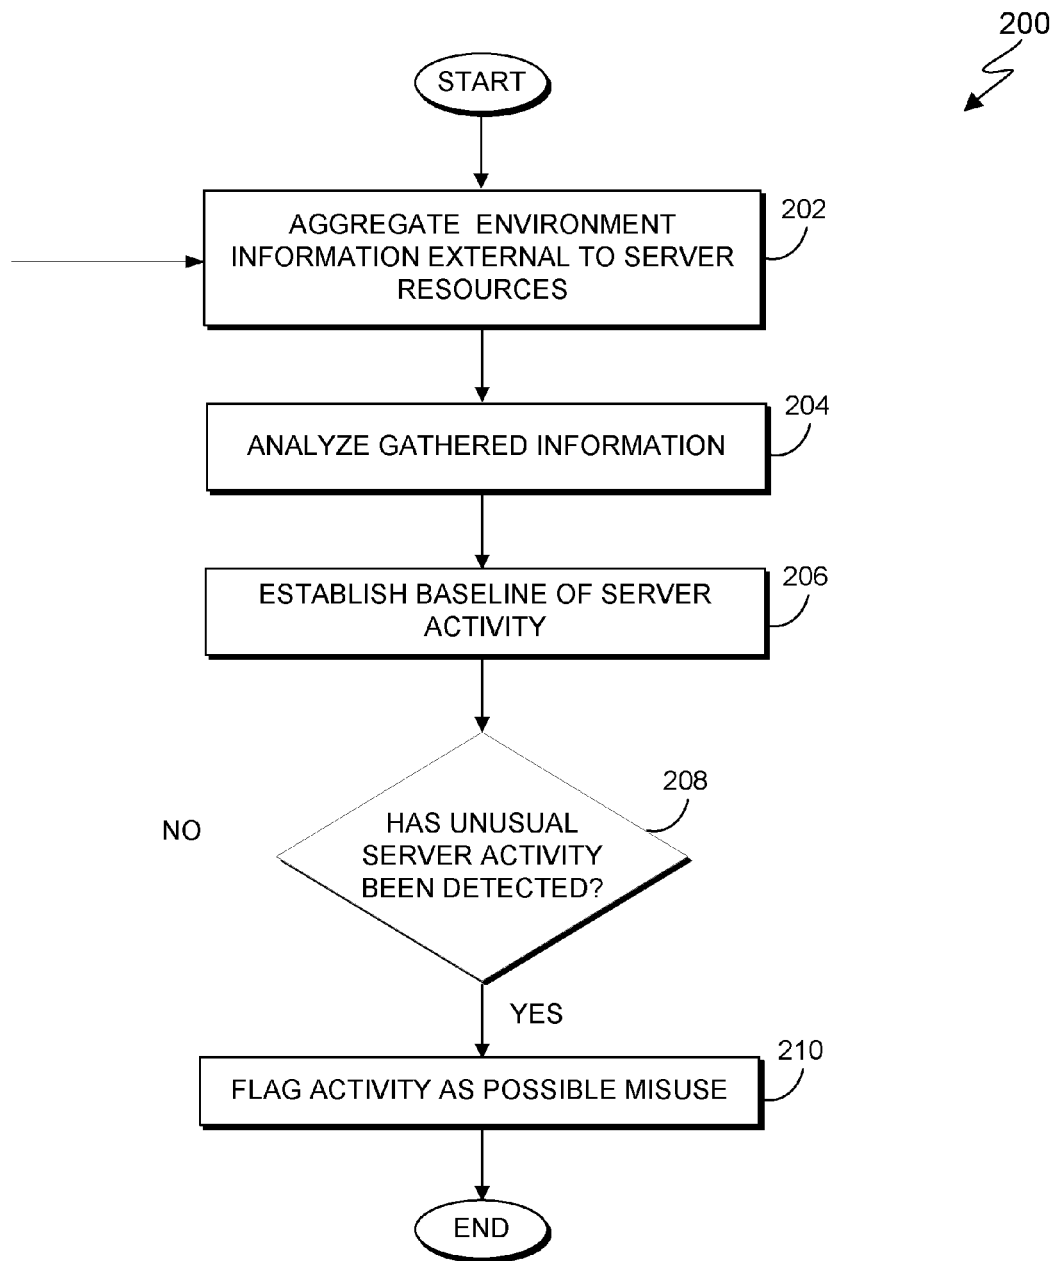 200
START
AGGREGATE ENVIRONMENT
INFORMATION EXTERNAL TO SERVER
RESOURCES
202
ANALYZE GATHERED INFORMATION
204
ESTABLISH BASELINE OF SERVER
ACTIVITY
206
HAS UNUSUAL
SERVER ACTIVITY
BEEN DETECTED?
208
NO
YES
FLAG ACTIVITY AS POSSIBLE MISUSE
210
END